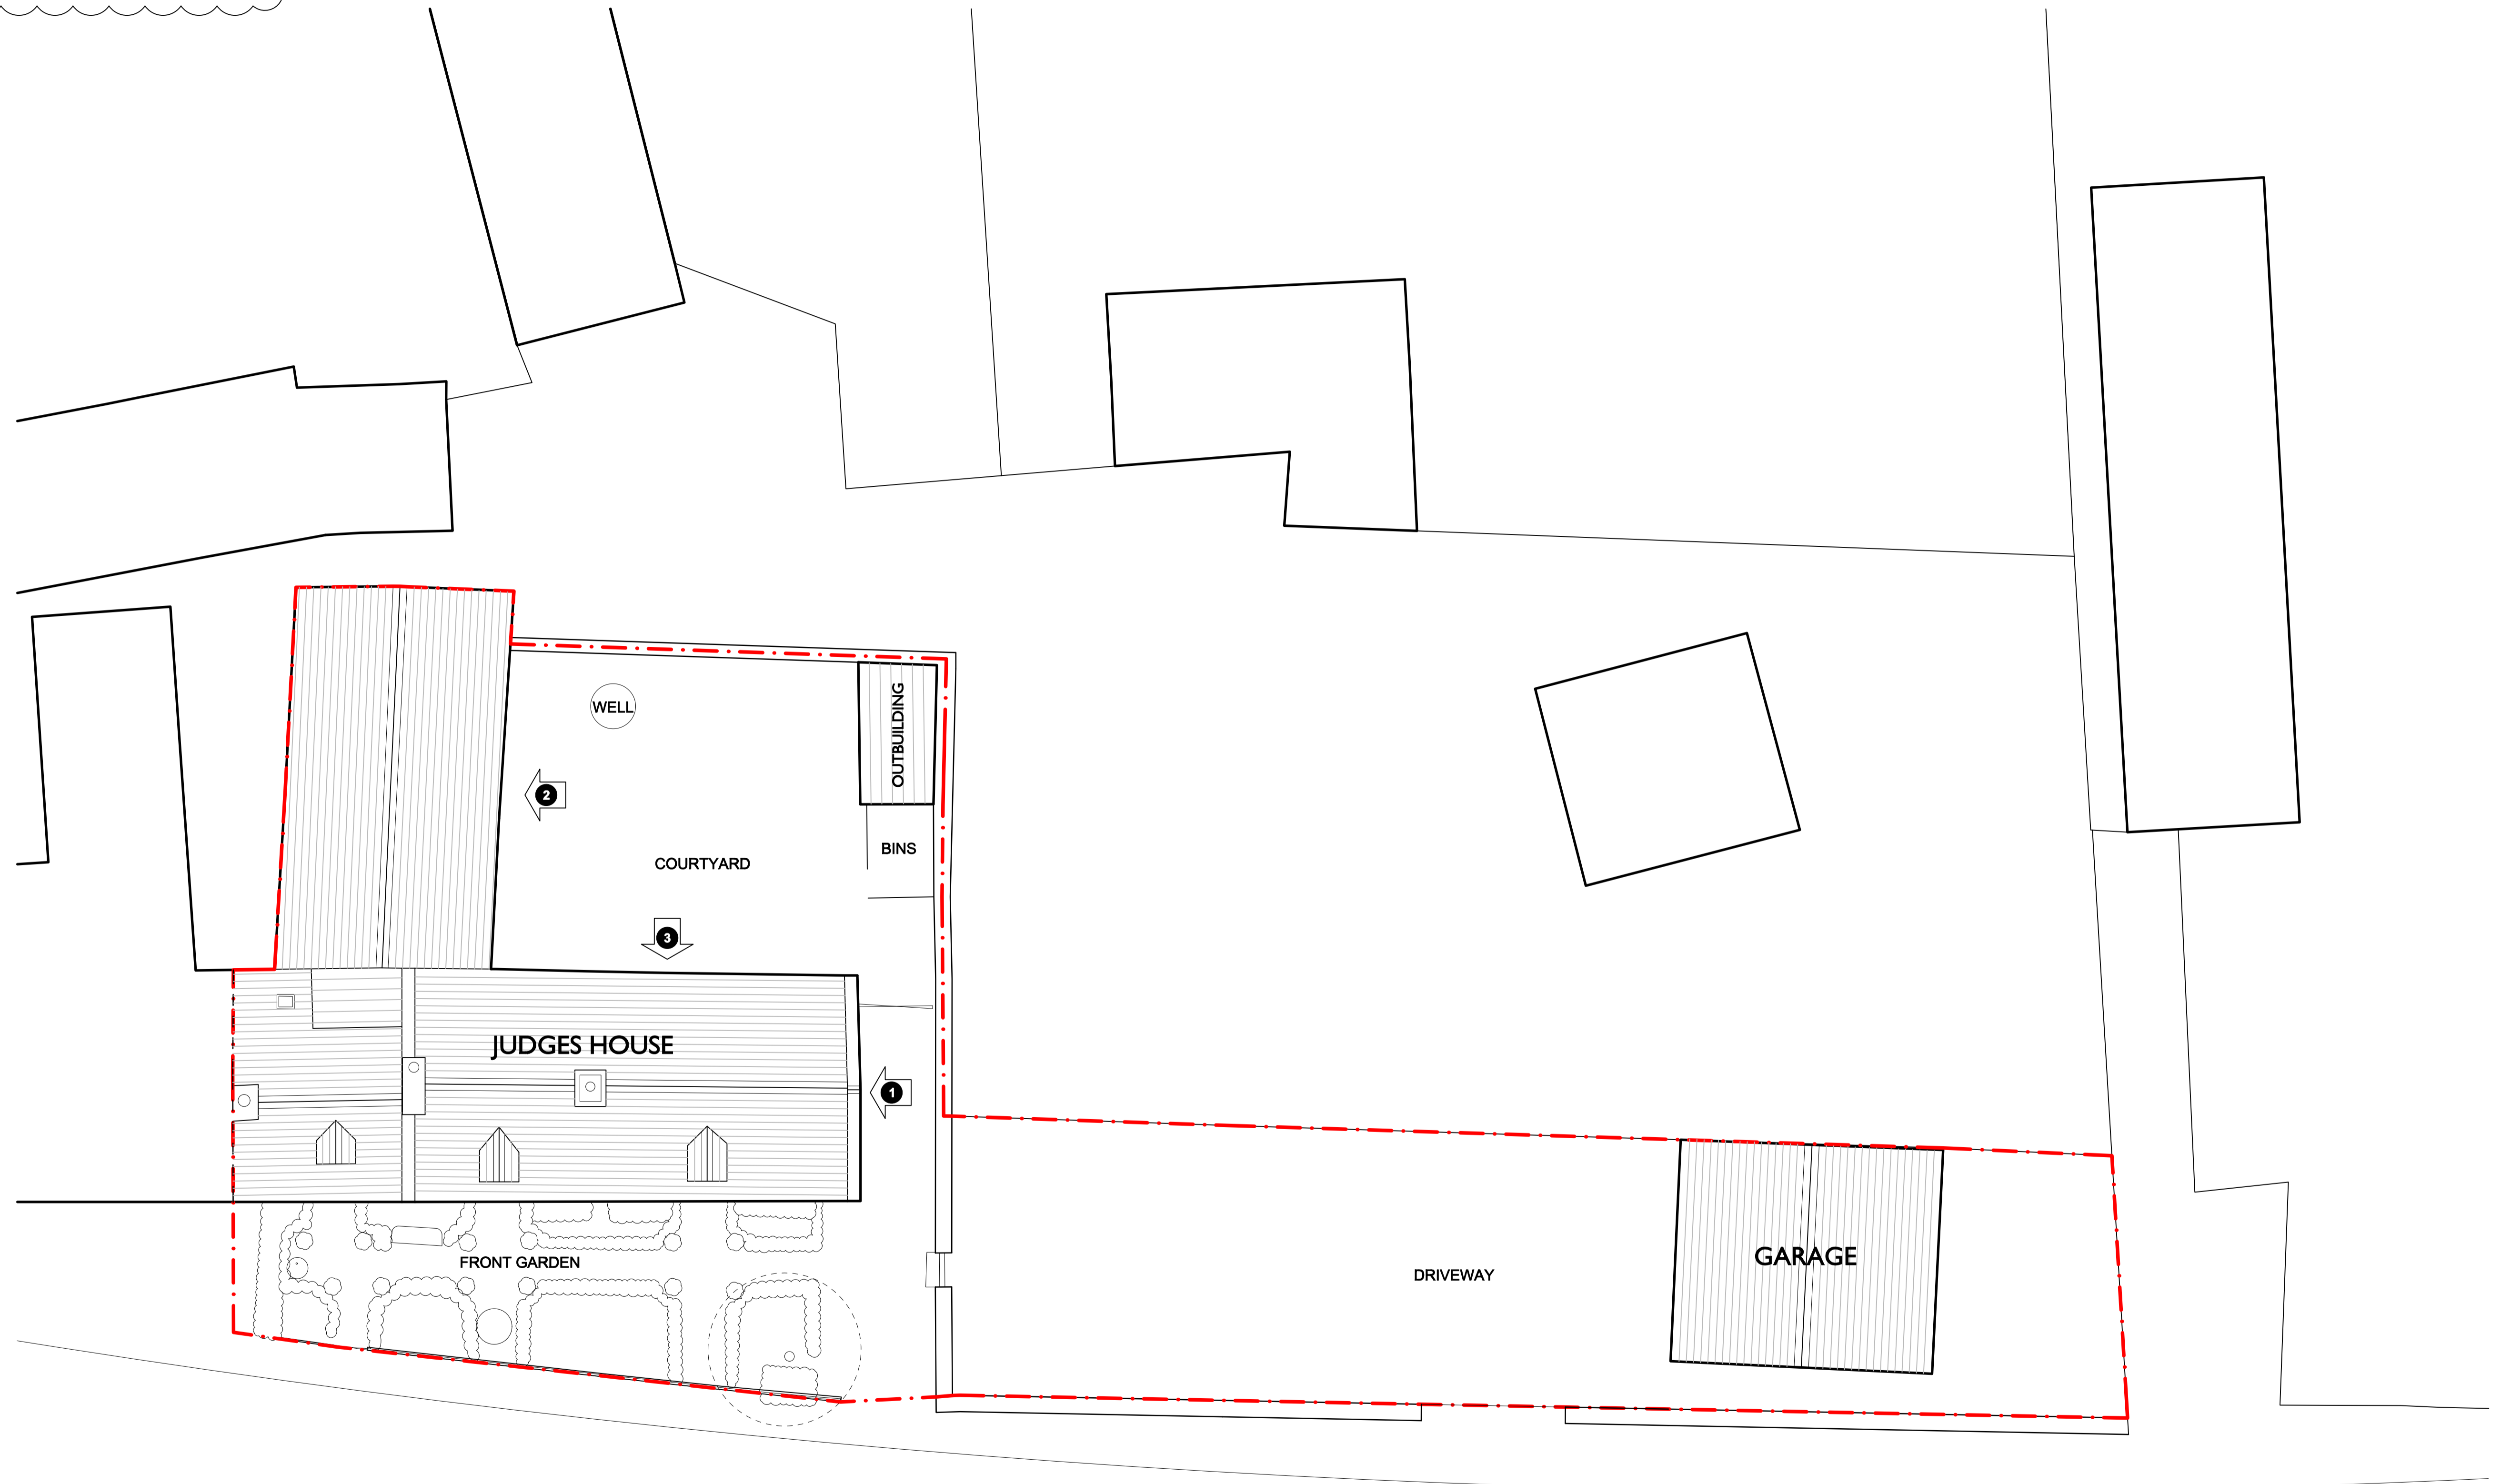 WELL
OUTBUILDING
2
BINS
COURTYARD
3
JUDGES HOUSE
1
FRONT GARDEN
DRIVEWAY
GARAGE